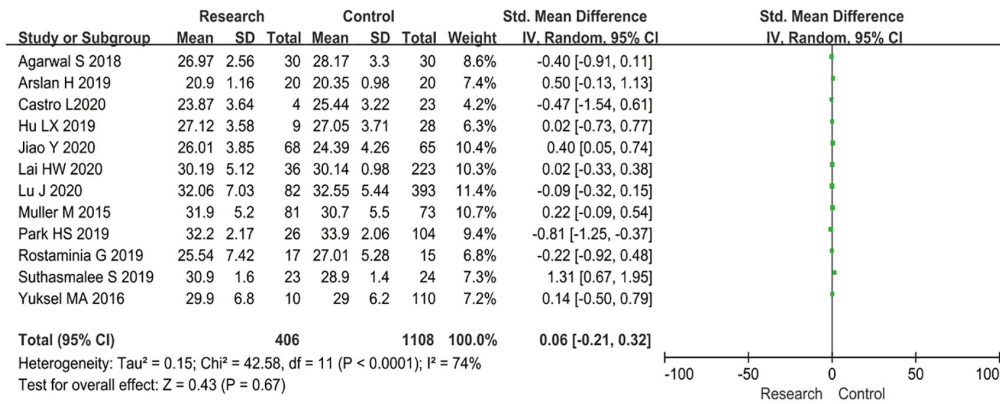 Research Control Std. Mean Difference Std. Mean Difference
Study or Subgroup Mean SD Total Mean SD Total Weight IV, Random, 95% CI IV, Random, 95% CI
Agarwal S 2018 26.97 2.56 30 28.17 3.3 30 8.6% -0.40 [-0.91, 0.11]
Arslan H 2019 20.9 1.16 20 20.35 0.98 20 7.4% 0.50 [-0.13, 1.13]
Castro L2020 23.87 3.64 4 25.44 3.22 23 4.2% -0.47 [-1.54, 0.61]
Hu LX 2019 27.12 3.58 9 27.05 3.71 28 6.3% 0.02 [-0.73, 0.77]
Jiao Y 2020 26.01 3.85 68 24.39 4.26 65 10.4% 0.40 [0.05, 0.74]
Lai HW 2020 30.19 5.12 36 30.14 0.98 223 10.3% 0.02 [-0.33, 0.38]
Lu J 2020 32.06 7.03 82 32.55 5.44 393 11.4% -0.09 [-0.32, 0.15]
Muller M 2015 31.9 5.2 81 30.7 5.5 73 10.7% 0.22 [-0.09, 0.54]
Park HS 2019 32.2 2.17 26 33.9 2.06 104 9.4% -0.81 [-1.25, -0.37]
Rostaminia G 2019 25.54 7.42 17 27.01 5.28 15 6.8% -0.22 [-0.92, 0.48]
Suthasmalee S 2019 30.9 1.6 23 28.9 1.4 24 7.3% 1.31 [0.67, 1.95]
Yuksel MA 2016 29.9 6.8 10 29 6.2 110 7.2% 0.14 [-0.50, 0.79]
Total (95% CI) 406 1108 100.0% 0.06 [-0.21, 0.32]
Heterogeneity: Tau² = 0.15; Chi² = 42.58, df = 11 (P < 0.0001); I² = 74%
Test for overall effect: Z = 0.43 (P = 0.67)
-100 -50 0 50 100
Research Control